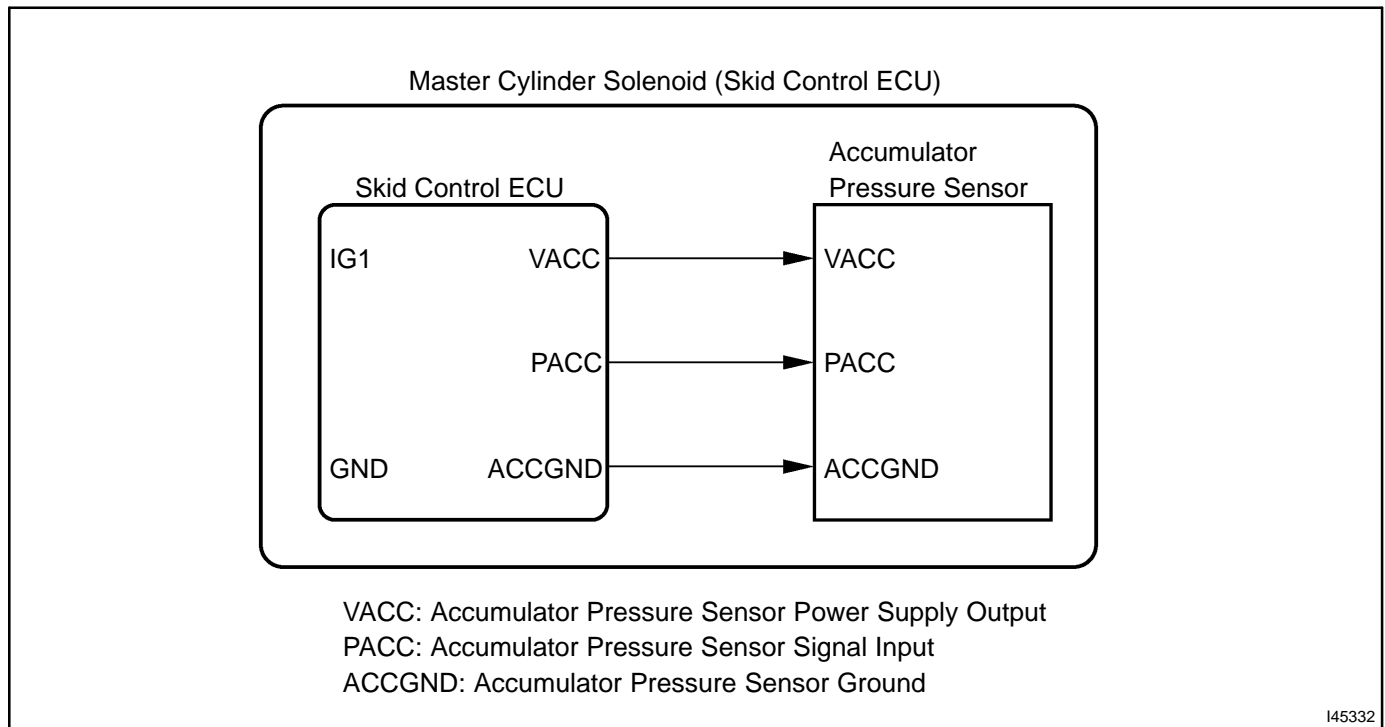 Master Cylinder Solenoid (Skid Control ECU)
Skid Control ECU
Accumulator
Pressure Sensor
IG1
VACC
VACC
PACC
PACC
GND
ACCGND
ACCGND
VACC: Accumulator Pressure Sensor Power Supply Output
PACC: Accumulator Pressure Sensor Signal Input
ACCGND: Accumulator Pressure Sensor Ground
I45332